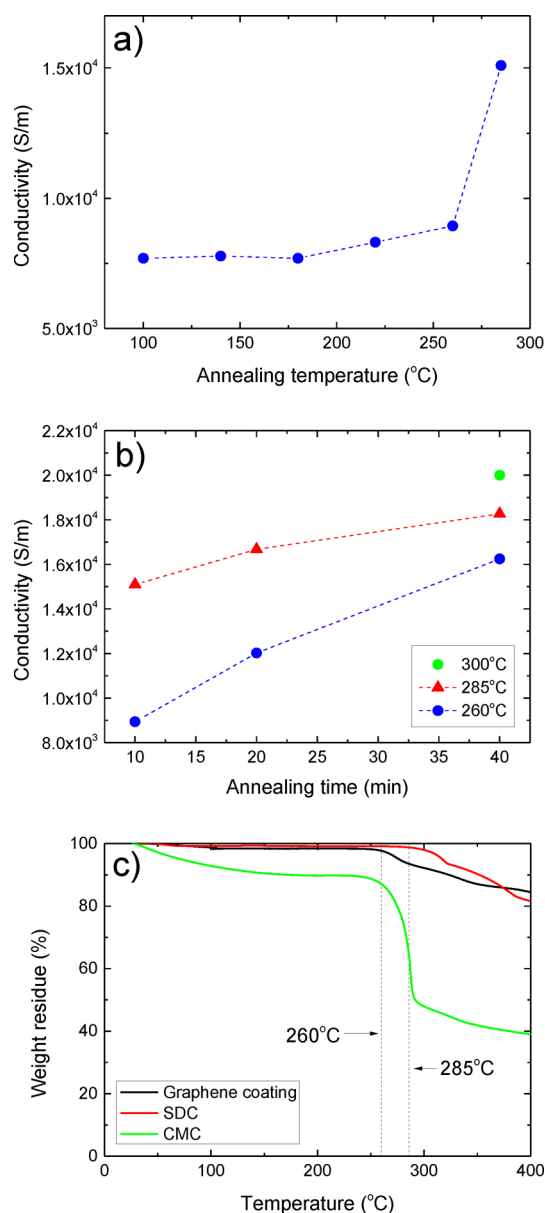 a)
Conductivity (S/m)
1.5x10⁴
1.0x10⁴
5.0x10³
100 150 200 250 300
Annealing temperature (°C)
b)
Conductivity (S/m)
2.2x10⁴
2.0x10⁴
1.8x10⁴
1.6x10⁴
1.4x10⁴
1.2x10⁴
1.0x10⁴
8.0x10³
300°C
285°C
260°C
10 15 20 25 30 35 40
Annealing time (min)
c)
Weight residue (%)
100
80
60
40
20
0
260°C
285°C
Graphene coating
SDC
CMC
0 100 200 300 400
Temperature (°C)